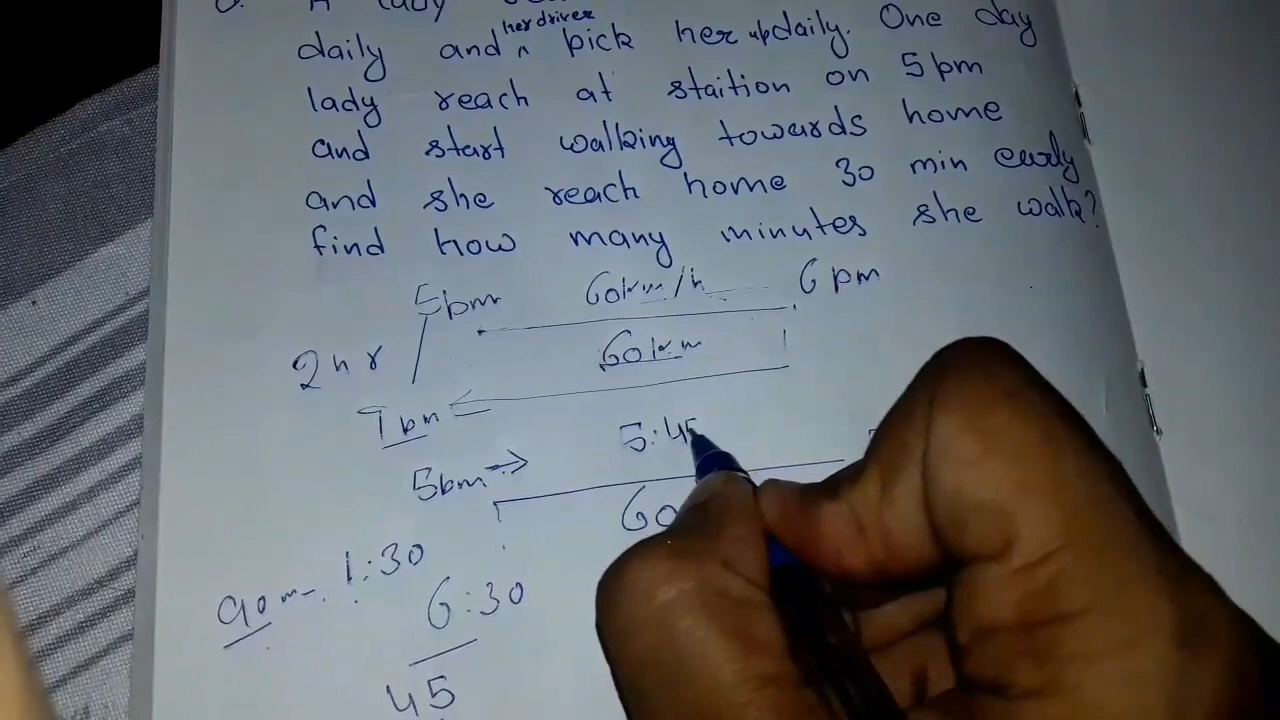 A lady
daily and her driver pick her up daily. One day
lady reach at staition on 5pm
and start walking towards home
and she reach home 30 min early
find how many minutes she walk?
5pm 60km/h 6pm
2hr 60km
7pm
5:45
5pm →
60
90m- 1:30
6:30
45